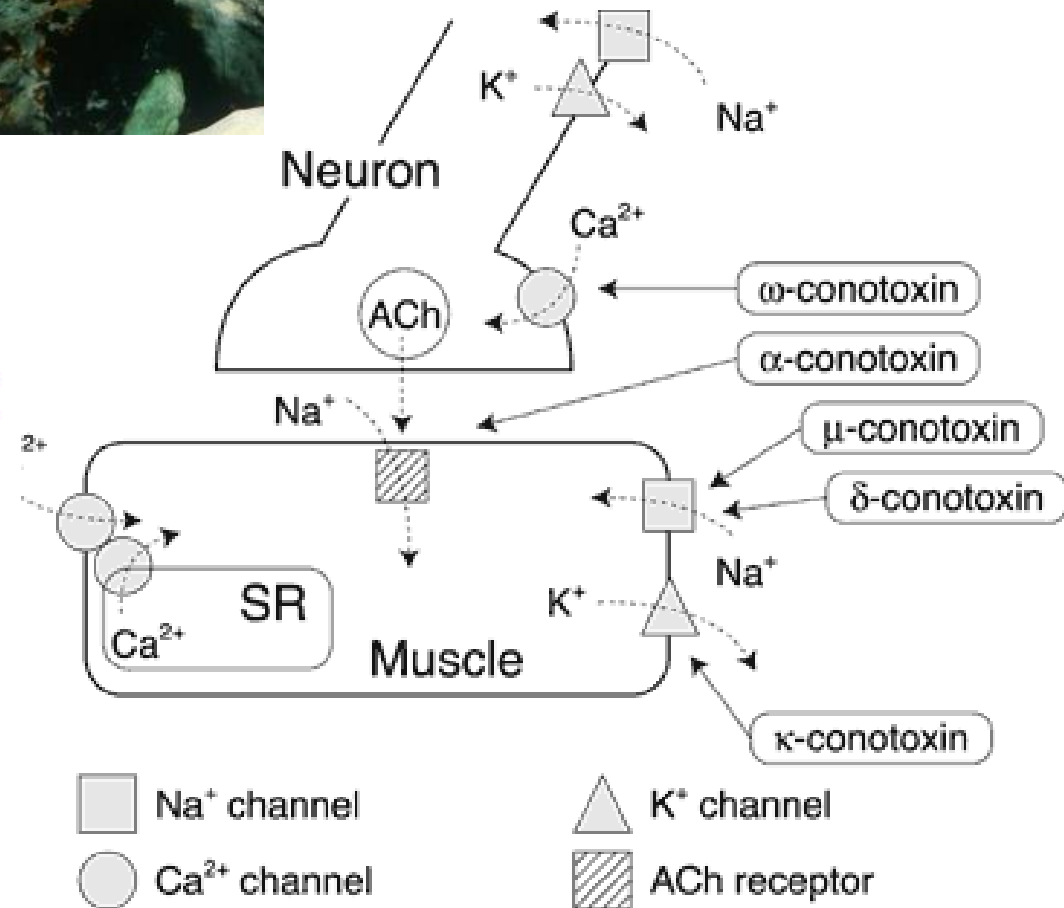 K⁺
Na⁺
Neuron
Ca²⁺
ACh
ω-conotoxin
α-conotoxin
Na⁺
μ-conotoxin
2+
δ-conotoxin
Na⁺
SR
K⁺
Ca²⁺
Muscle
κ-conotoxin
Na⁺ channel
K⁺ channel
Ca²⁺ channel
ACh receptor